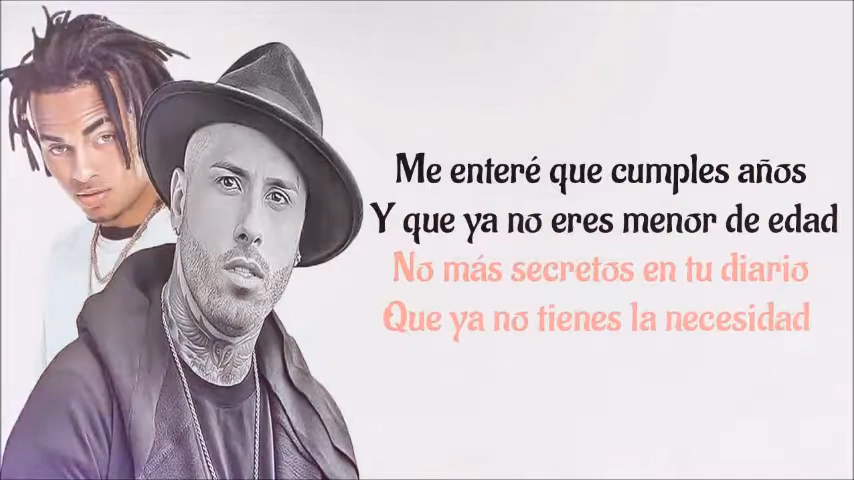 Me enteré que cumples años
Y que ya no eres menor de edad
No más secretos en tu diario
Que ya no tienes la necesidad